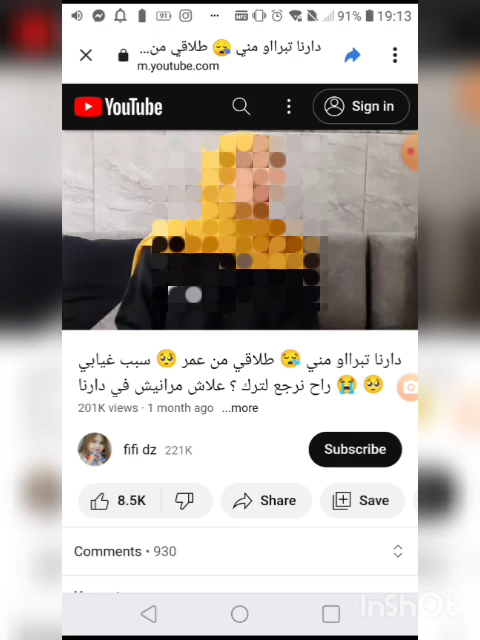 91% 19:13
دارنا تبرااو مني 😪 طلاقي من...
m.youtube.com
YouTube
Sign in
دارنا تبرااو مني 😪 طلاقي من عمر 🥺 سبب غيابي
🥺 😭 راح نرجع لترك ؟ علاش مرانيش في دارنا
201K views · 1 month ago ...more
fifi dz 221K
Subscribe
8.5K
Share
Save
Comments • 930
InShOt